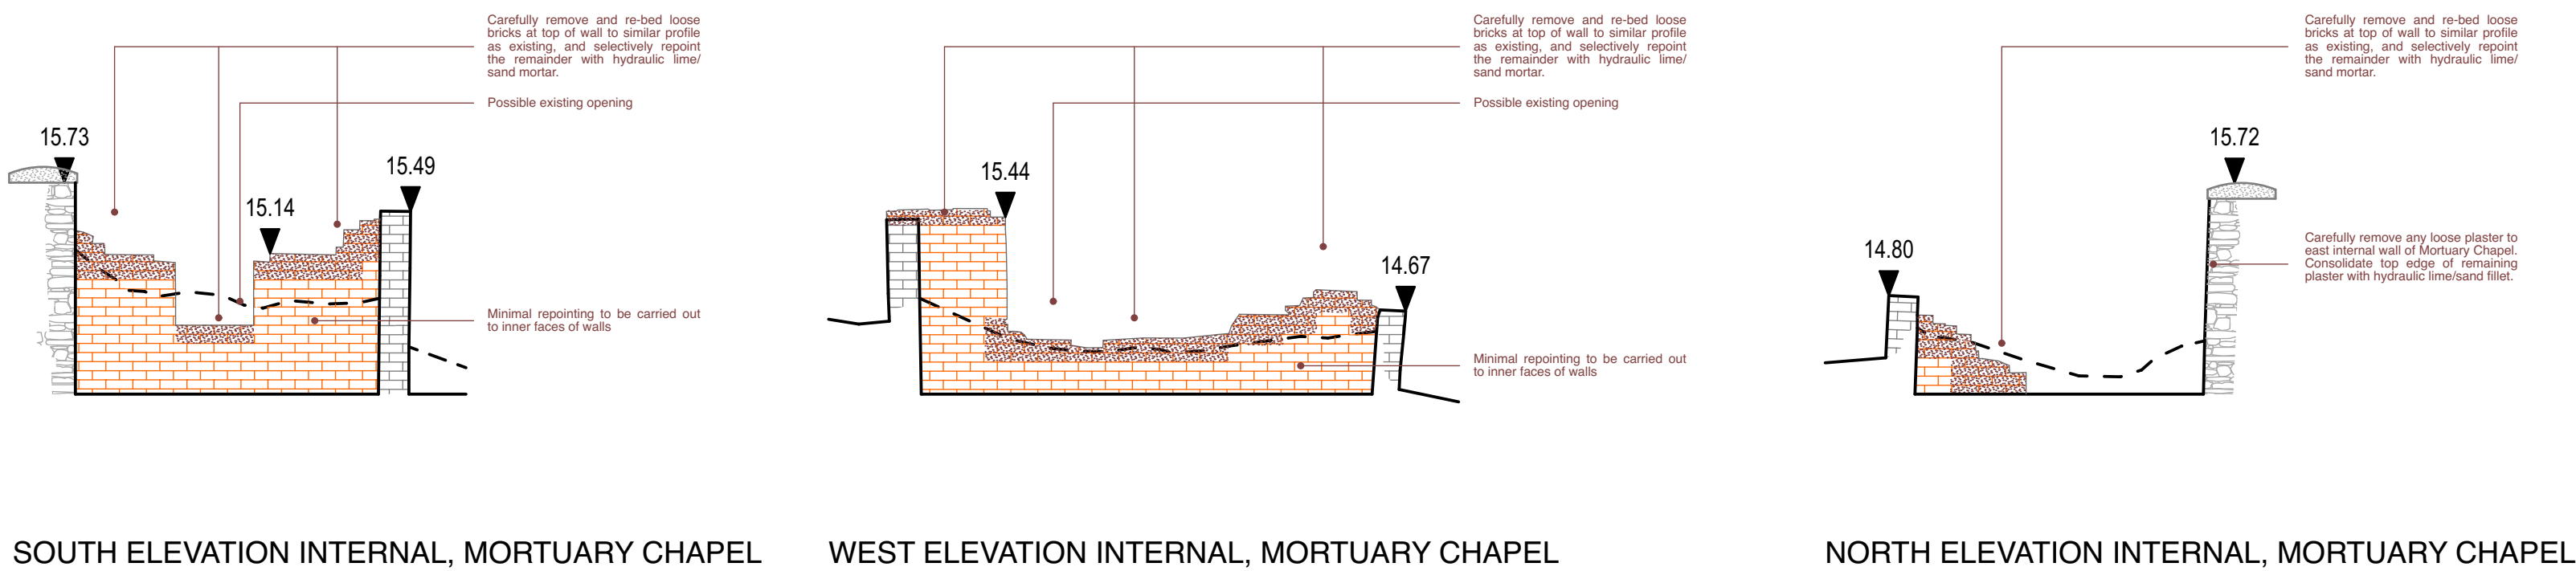 Carefully remove and re-bed loose
bricks at top of wall to similar profile
as existing, and selectively repoint
the remainder with hydraulic lime/
sand mortar.
Possible existing opening
15.73
15.49
15.14
Minimal repointing to be carried out
to inner faces of walls
SOUTH ELEVATION INTERNAL, MORTUARY CHAPEL
Carefully remove and re-bed loose
bricks at top of wall to similar profile
as existing, and selectively repoint
the remainder with hydraulic lime/
sand mortar.
Possible existing opening
15.44
14.67
Minimal repointing to be carried out
to inner faces of walls
WEST ELEVATION INTERNAL, MORTUARY CHAPEL
Carefully remove and re-bed loose
bricks at top of wall to similar profile
as existing, and selectively repoint
the remainder with hydraulic lime/
sand mortar.
15.72
14.80
Carefully remove any loose plaster to
east internal wall of Mortuary Chapel.
Consolidate top edge of remaining
plaster with hydraulic lime/sand fillet.
NORTH ELEVATION INTERNAL, MORTUARY CHAPEL